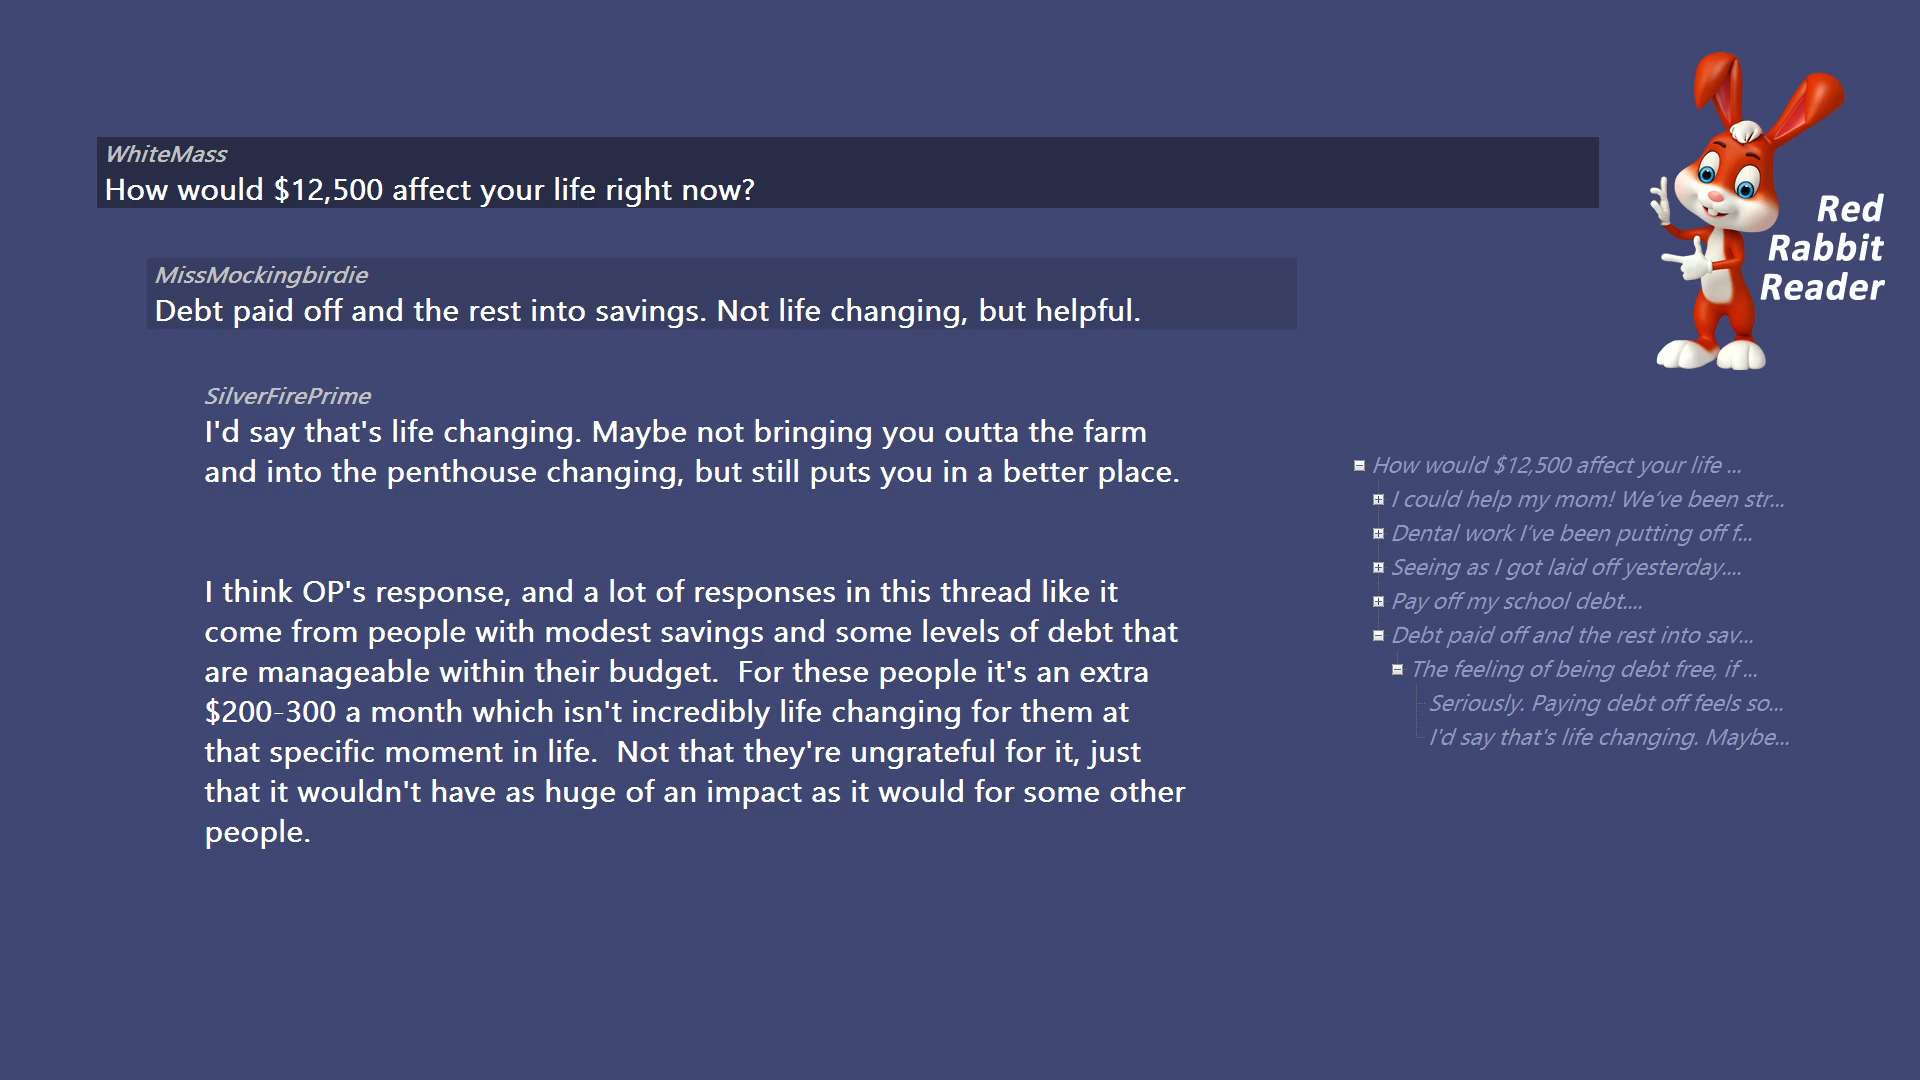 WhiteMass
How would $12,500 affect your life right now?
MissMockingbirdie
Debt paid off and the rest into savings. Not life changing, but helpful.
SilverFirePrime
I'd say that's life changing. Maybe not bringing you outta the farm
and into the penthouse changing, but still puts you in a better place.
I think OP's response, and a lot of responses in this thread like it
come from people with modest savings and some levels of debt that
are manageable within their budget.  For these people it's an extra
$200-300 a month which isn't incredibly life changing for them at
that specific moment in life.  Not that they're ungrateful for it, just
that it wouldn't have as huge of an impact as it would for some other
people.
Red
Rabbit
Reader
How would $12,500 affect your life ...
I could help my mom! We’ve been str...
Dental work I’ve been putting off f...
Seeing as I got laid off yesterday....
Pay off my school debt....
Debt paid off and the rest into sav...
The feeling of being debt free, if ...
Seriously. Paying debt off feels so...
I'd say that's life changing. Maybe...